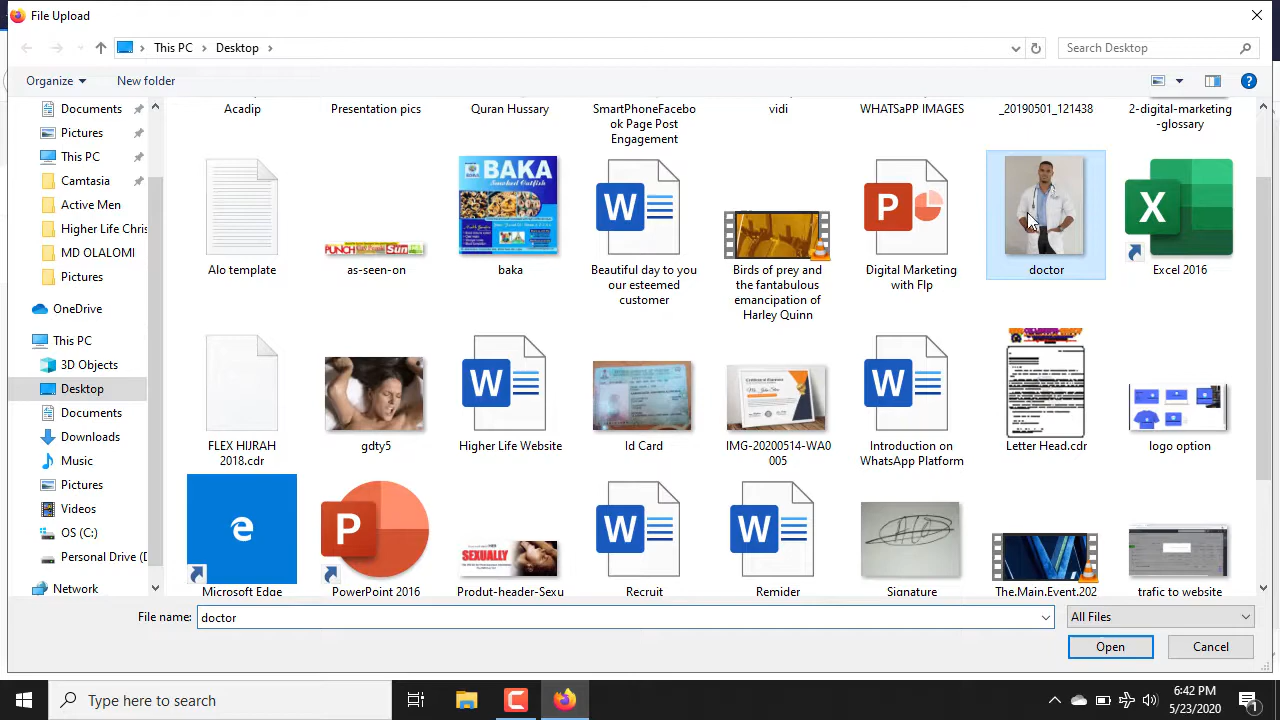 File Upload
This PC
Desktop
Search Desktop
Organize
New folder
Documents
Pictures
This PC
Camtasia
Active Men
Higher Life Chris
MD OLALOMI
Pictures
OneDrive
This PC
3D Objects
Desktop
Documents
Downloads
Music
Pictures
Videos
OS (C:)
Personal Drive (D
Network
Acadip
Presentation pics
Quran Hussary
SmartPhoneFacebo
ok Page Post
Engagement
vidi
WHATSaPP IMAGES
_20190501_121438
2-digital-marketing
-glossary
Alo template
PUNCH
Sun
as-seen-on
BAKA
Smoked Catfish
baka
W
Beautiful day to you
our esteemed
customer
Birds of prey and
the fantabulous
emancipation of
Harley Quinn
P
Digital Marketing
with Flp
doctor
X
Excel 2016
FLEX HIJRAH
2018.cdr
gdty5
W
Higher Life Website
Id Card
IMG-20200514-WA0
005
W
Introduction on
WhatsApp Platform
Letter Head.cdr
logo option
e
Microsoft Edge
P
PowerPoint 2016
SEXUALLY
Produt-header-Sexu
W
Recruit
W
Remider
Signature
The.Main.Event.202
trafic to website
File name:
doctor
All Files
Open
Cancel
Type here to search
6:42 PM
5/23/2020
1